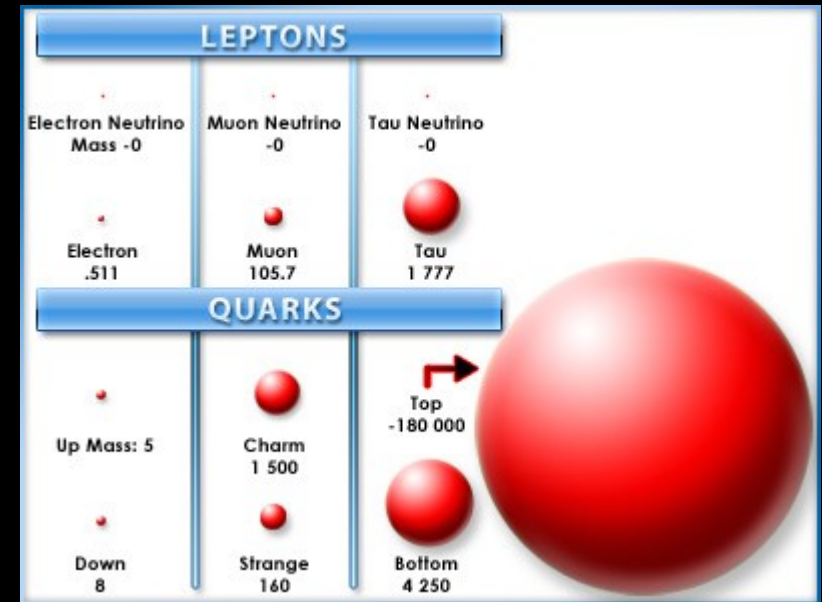 LEPTONS
Electron Neutrino
Mass -0
Muon Neutrino
-0
Tau Neutrino
-0
Electron
.511
Muon
105.7
Tau
1 777
QUARKS
Up Mass: 5
Charm
1 500
Top
-180 000
Down
8
Strange
160
Bottom
4 250